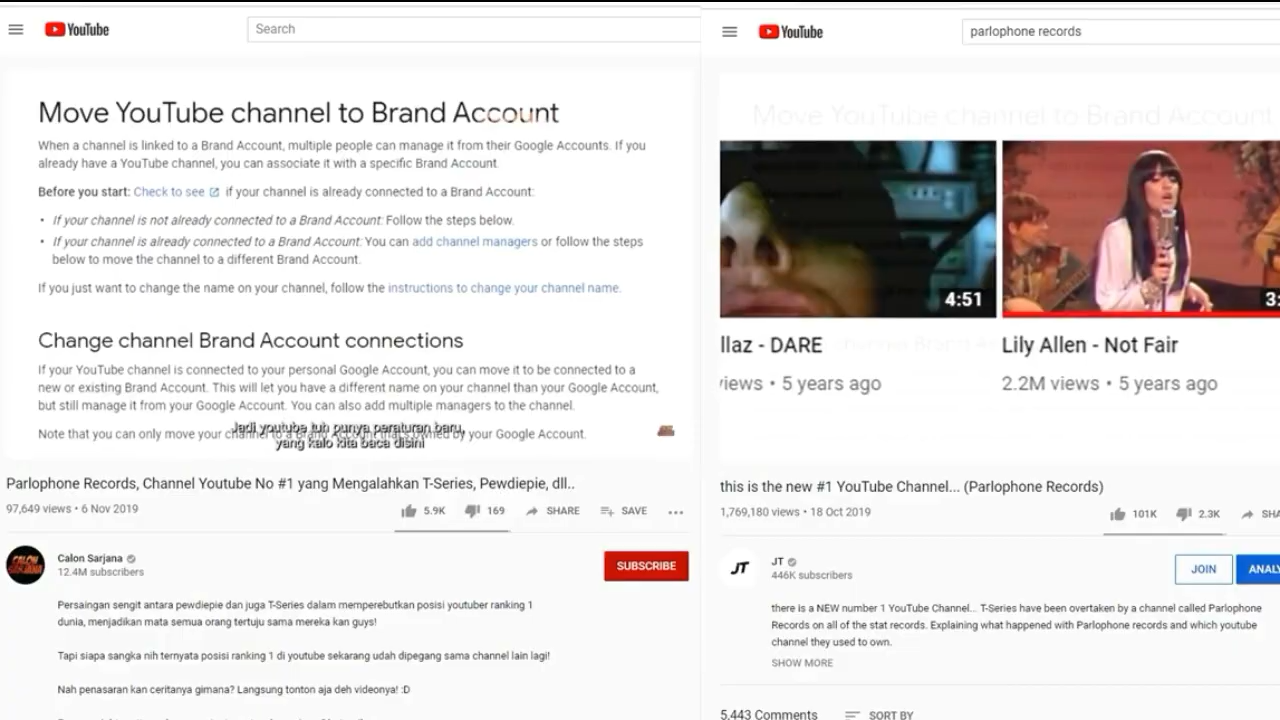 YouTube
Search
Move YouTube channel to Brand Account
When a channel is linked to a Brand Account, multiple people can manage it from their Google Accounts. If you
already have a YouTube channel, you can associate it with a specific Brand Account.
Before you start: Check to see if your channel is already connected to a Brand Account:
• If your channel is not already connected to a Brand Account: Follow the steps below.
• If your channel is already connected to a Brand Account: You can add channel managers or follow the steps
below to move the channel to a different Brand Account.
If you just want to change the name on your channel, follow the instructions to change your channel name.
Change channel Brand Account connections
If your YouTube channel is connected to your personal Google Account, you can move it to be connected to a
new or existing Brand Account. This will let you have a different name on your channel than your Google Account,
but still manage it from your Google Account. You can also add multiple managers to the channel.
Note that you can only move your channel to a Brand Account that's owned by your Google Account.
Jadi youtube tuh punya peraturan baru,
yang kalo kita baca disini
Parlophone Records, Channel Youtube No #1 yang Mengalahkan T-Series, Pewdiepie, dll..
97,649 views • 6 Nov 2019
5.9K 169 SHARE SAVE
CALON SARJANA
Calon Sarjana
12.4M subscribers
SUBSCRIBE
Persaingan sengit antara pewdiepie dan juga T-Series dalam memperebutkan posisi youtuber ranking 1
dunia, menjadikan mata semua orang tertuju sama mereka kan guys!
Tapi siapa sangka nih ternyata posisi ranking 1 di youtube sekarang udah dipegang sama channel lain lagi!
Nah penasaran kan ceritanya gimana? Langsung tonton aja deh videonya! :D
YouTube
parlophone records
Move YouTube channel to Brand Account
4:51
3:
llaz - DARE
Lily Allen - Not Fair
iews • 5 years ago
2.2M views • 5 years ago
this is the new #1 YouTube Channel... (Parlophone Records)
1,769,180 views • 18 Oct 2019
101K 2.3K SHA
JT
JT
446K subscribers
JOIN
ANALY
there is a NEW number 1 YouTube Channel... T-Series have been overtaken by a channel called Parlophone
Records on all of the stat records. Explaining what happened with Parlophone records and which youtube
channel they used to own.
SHOW MORE
5,443 Comments SORT BY